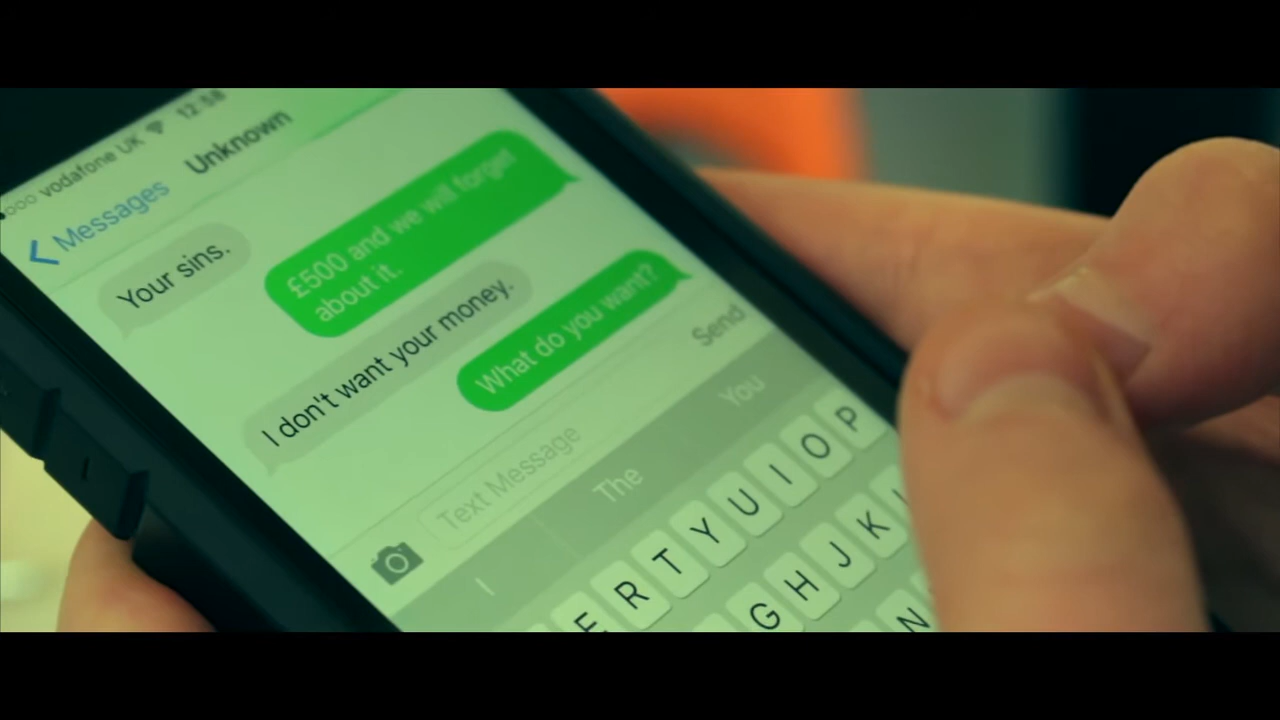 vodafone UK 12:58
Messages Unknown
Your sins.
£500 and we will forget
about it.
I don't want your money.
What do you want?
Text Message Send
I The You
E R T Y U I O P
G H J K
N